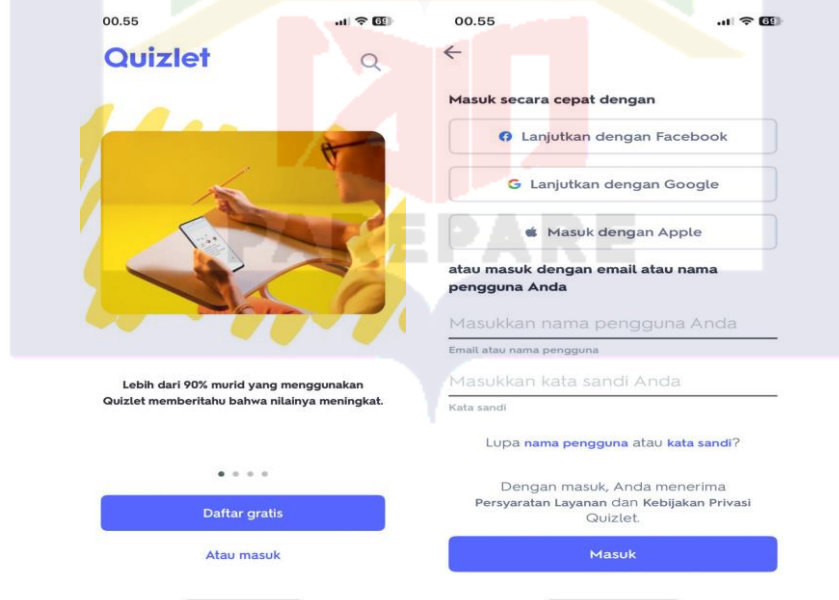 00.55
69
Quizlet
Lebih dari 90% murid yang menggunakan
Quizlet memberitahu bahwa nilainya meningkat.
Daftar gratis
Atau masuk
00.55
69
Masuk secara cepat dengan
Lanjutkan dengan Facebook
Lanjutkan dengan Google
Masuk dengan Apple
atau masuk dengan email atau nama
pengguna Anda
Masukkan nama pengguna Anda
Email atau nama pengguna
Masukkan kata sandi Anda
Kata sandi
Lupa nama pengguna atau kata sandi?
Dengan masuk, Anda menerima
Persyaratan Layanan dan Kebijakan Privasi
Quizlet.
Masuk
PAREPARE